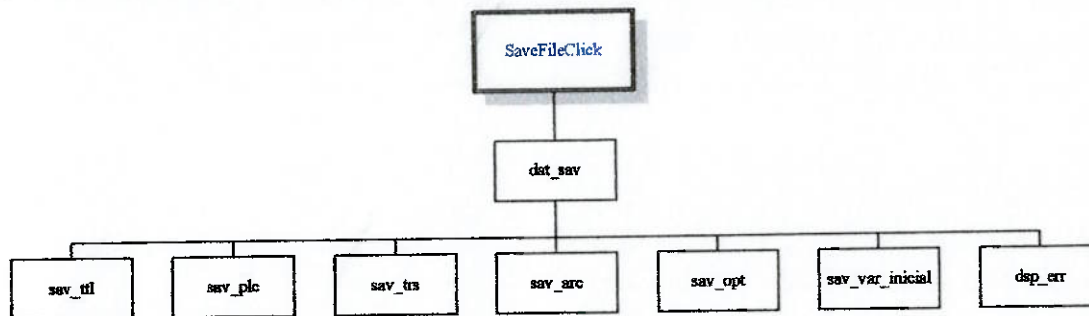 SaveFileClick
dat_sav
sav_ttl
sav_plc
sav_trs
sav_arc
sav_opt
sav_var_inicial
dsp_err